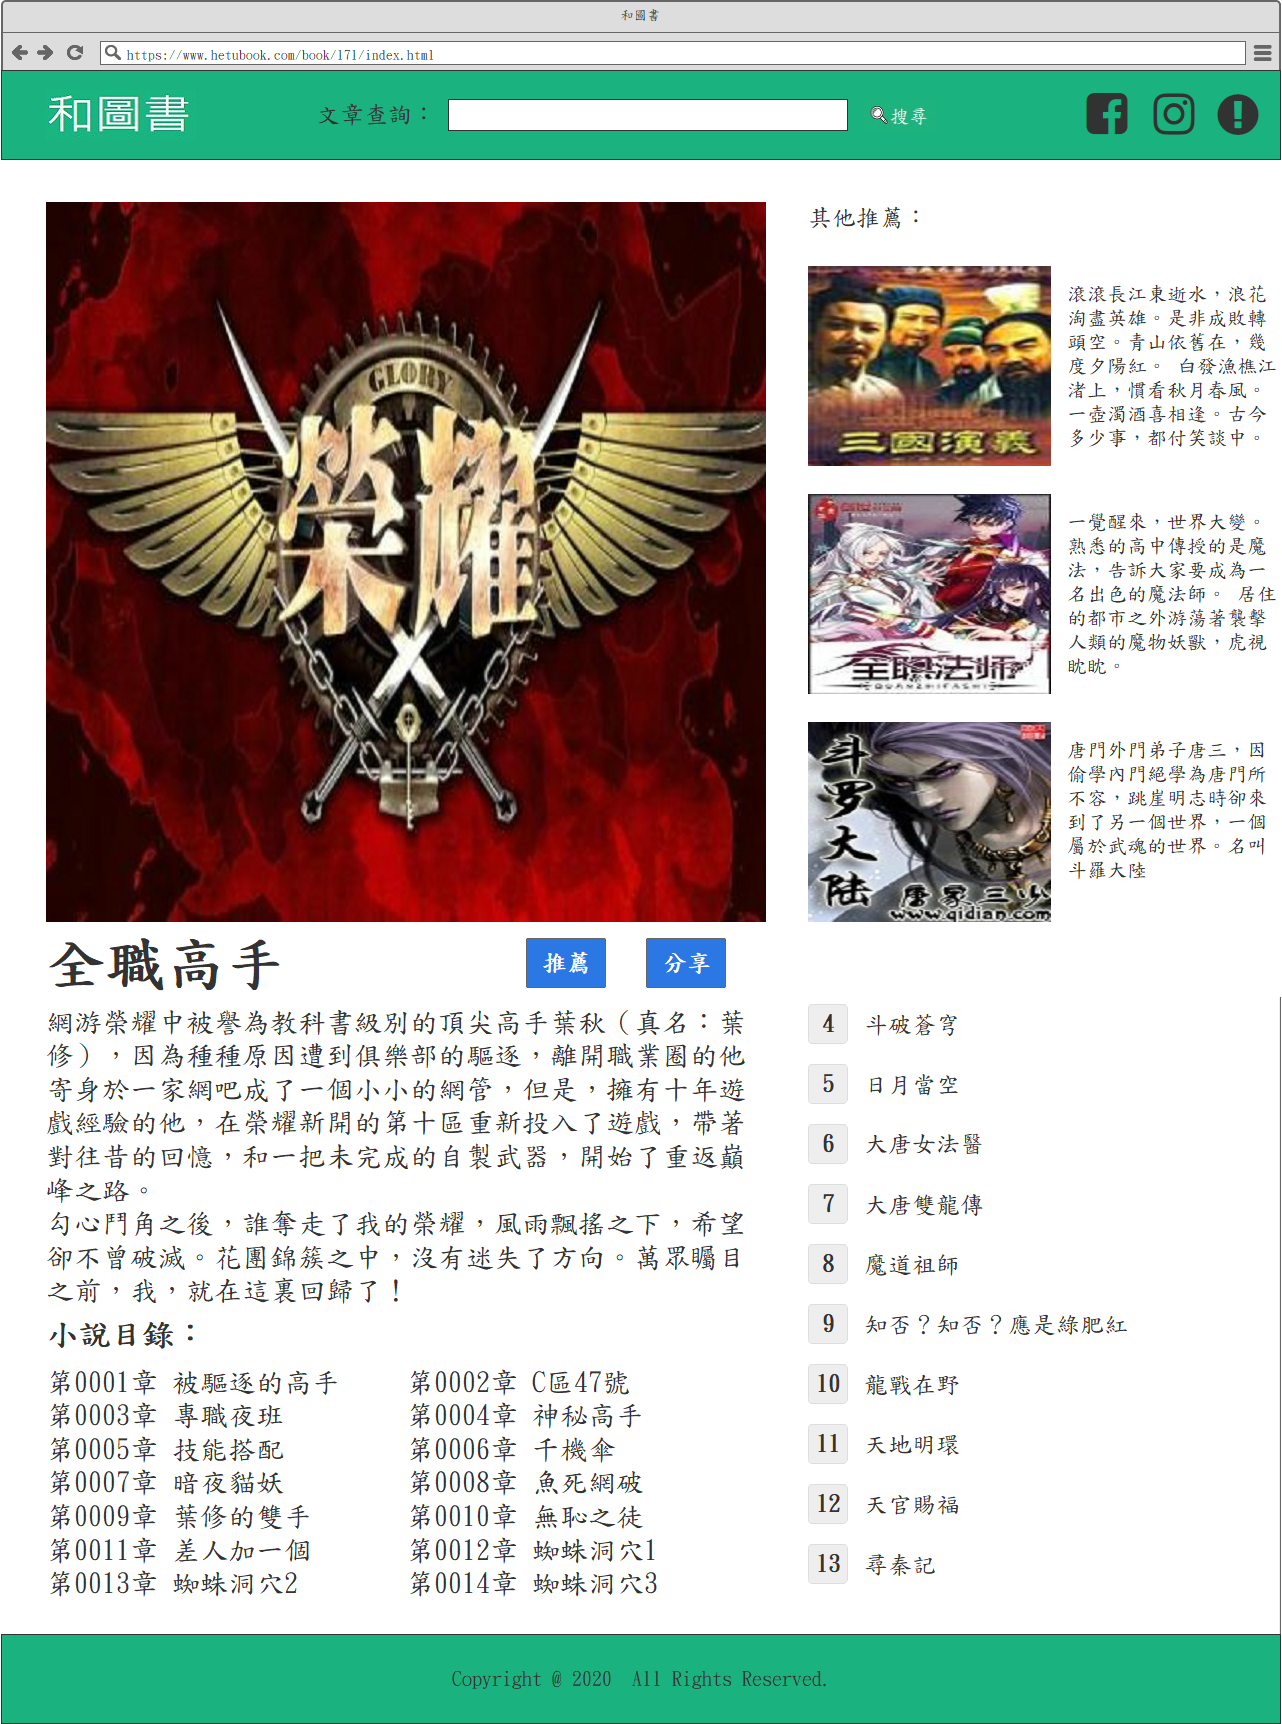 和圖書
https://www.hetubook.com/book/171/index.html
和圖書
文章查詢：
搜尋
GLORY
榮耀
全職高手
推薦
分享
網游榮耀中被譽為教科書級別的頂尖高手葉秋（真名：葉
修），因為種種原因遭到俱樂部的驅逐，離開職業圈的他
寄身於一家網吧成了一個小小的網管，但是，擁有十年遊
戲經驗的他，在榮耀新開的第十區重新投入了遊戲，帶著
對往昔的回憶，和一把未完成的自製武器，開始了重返巔
峰之路。
勾心鬥角之後，誰奪走了我的榮耀，風雨飄搖之下，希望
卻不曾破滅。花團錦簇之中，沒有迷失了方向。萬眾矚目
之前，我，就在這裏回歸了！
小說目錄：
第0001章 被驅逐的高手
第0002章 C區47號
第0003章 專職夜班
第0004章 神秘高手
第0005章 技能搭配
第0006章 千機傘
第0007章 暗夜貓妖
第0008章 魚死網破
第0009章 葉修的雙手
第0010章 無恥之徒
第0011章 差人加一個
第0012章 蜘蛛洞穴1
第0013章 蜘蛛洞穴2
第0014章 蜘蛛洞穴3
其他推薦：
三國演義
滾滾長江東逝水，浪花
淘盡英雄。是非成敗轉
頭空。青山依舊在，幾
度夕陽紅。 白發漁樵江
渚上，慣看秋月春風。
一壺濁酒喜相逢。古今
多少事，都付笑談中。
全职法师
QUANZHIFASHI
一覺醒來，世界大變。
熟悉的高中傳授的是魔
法，告訴大家要成為一
名出色的魔法師。 居住
的都市之外游蕩著襲擊
人類的魔物妖獸，虎視
眈眈。
斗罗大陆
唐家三少
www.qidian.com
唐門外門弟子唐三，因
偷學內門絕學為唐門所
不容，跳崖明志時卻來
到了另一個世界，一個
屬於武魂的世界。名叫
斗羅大陸
4 斗破蒼穹
5 日月當空
6 大唐女法醫
7 大唐雙龍傳
8 魔道祖師
9 知否？知否？應是綠肥紅
10 龍戰在野
11 天地明環
12 天官賜福
13 尋秦記
Copyright @ 2020  All Rights Reserved.